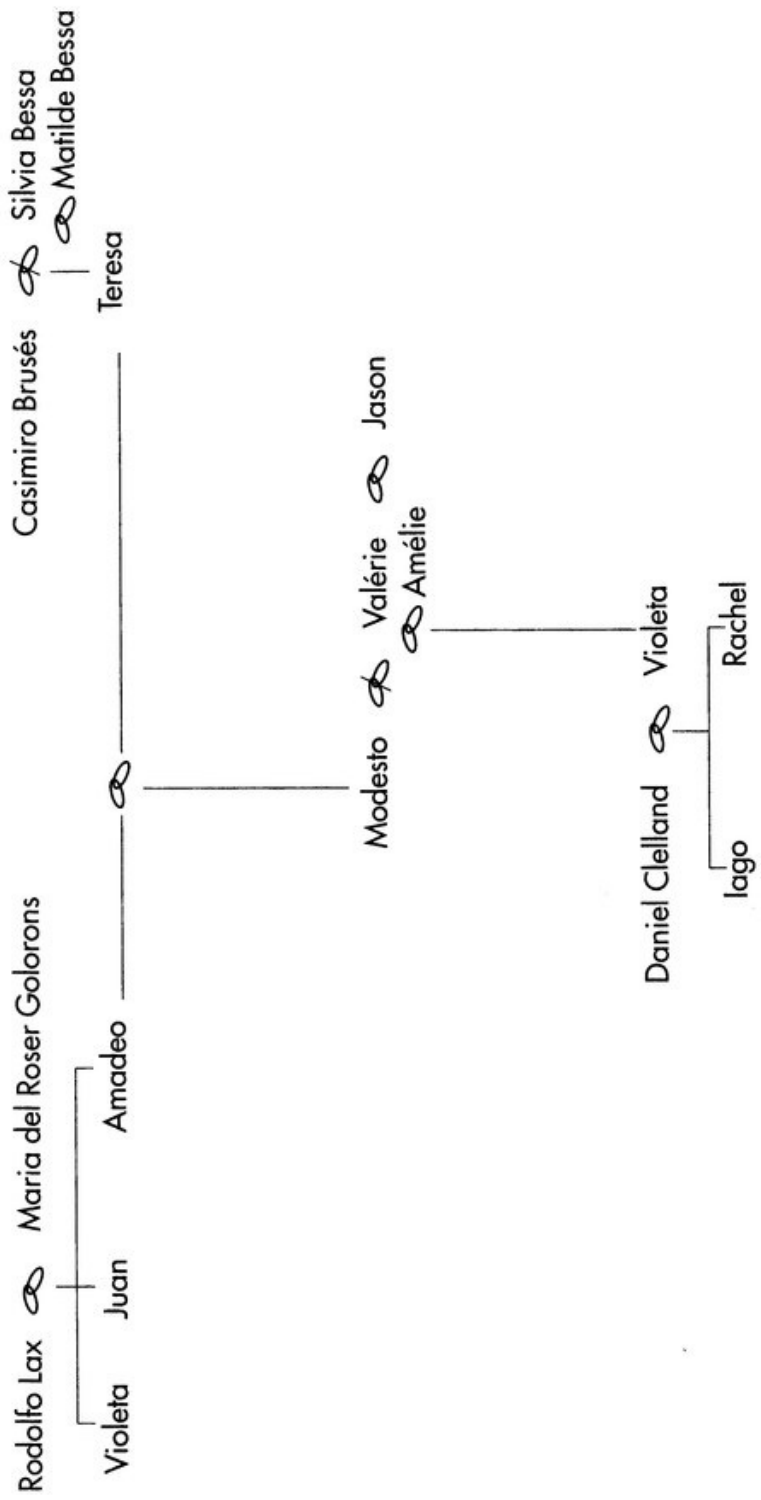 Rodolfo Lax Maria del Roser Golorons Casimiro Brusés Silvia Bessa
Matilde Bessa
Violeta Juan Amadeo Teresa
Modesto Valérie Jason
Amélie
Daniel Clelland Violeta
Iago Rachel